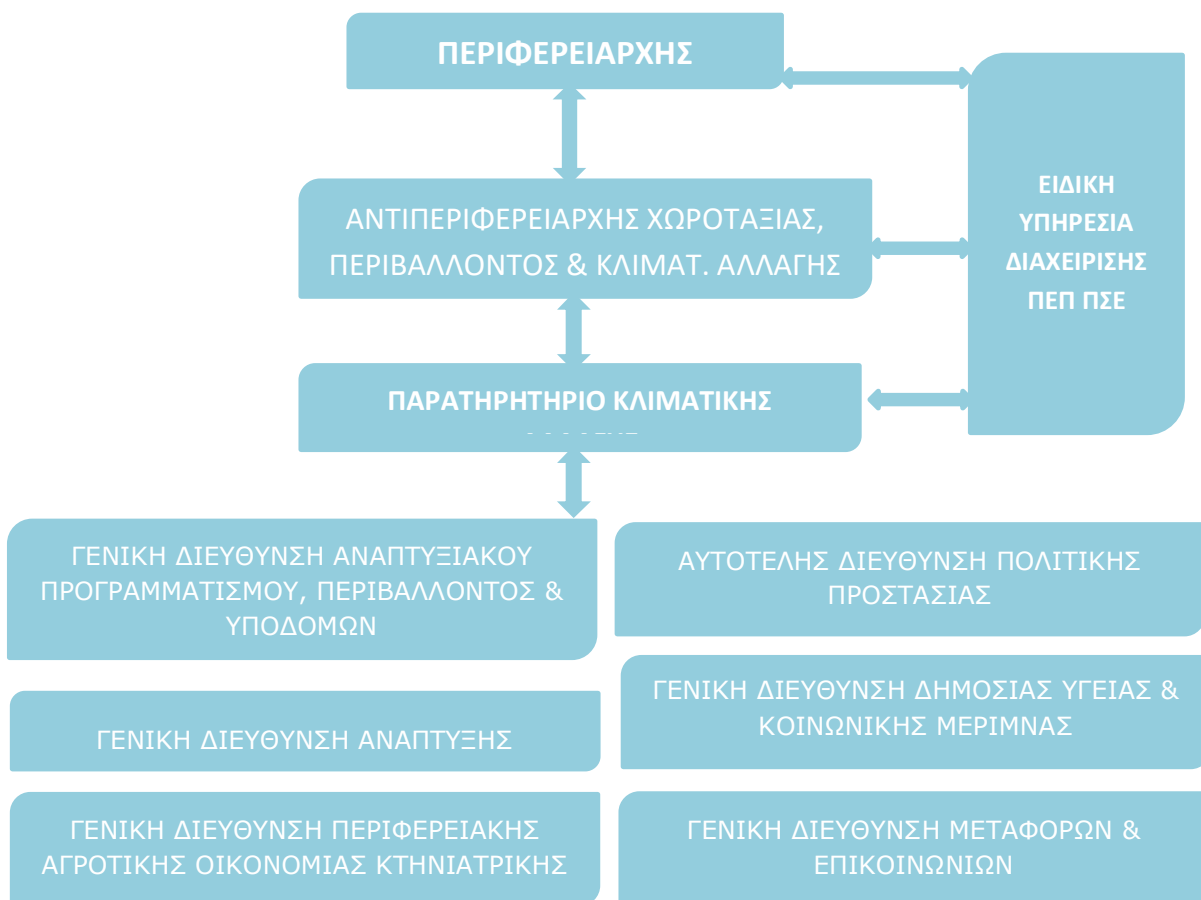 ΠΕΡΙΦΕΡΕΙΑΡΧΗΣ
ΑΝΤΙΠΕΡΙΦΕΡΕΙΑΡΧΗΣ ΧΩΡΟΤΑΞΙΑΣ,
ΠΕΡΙΒΑΛΛΟΝΤΟΣ & ΚΛΙΜΑΤ. ΑΛΛΑΓΗΣ
ΕΙΔΙΚΗ
ΥΠΗΡΕΣΙΑ
ΔΙΑΧΕΙΡΙΣΗΣ
ΠΕΠ ΠΣΕ
ΠΑΡΑΤΗΡΗΤΗΡΙΟ ΚΛΙΜΑΤΙΚΗΣ
ΓΕΝΙΚΗ ΔΙΕΥΘΥΝΣΗ ΑΝΑΠΤΥΞΙΑΚΟΥ
ΠΡΟΓΡΑΜΜΑΤΙΣΜΟΥ, ΠΕΡΙΒΑΛΛΟΝΤΟΣ &
ΥΠΟΔΟΜΩΝ
ΑΥΤΟΤΕΛΗΣ ΔΙΕΥΘΥΝΣΗ ΠΟΛΙΤΙΚΗΣ
ΠΡΟΣΤΑΣΙΑΣ
ΓΕΝΙΚΗ ΔΙΕΥΘΥΝΣΗ ΑΝΑΠΤΥΞΗΣ
ΓΕΝΙΚΗ ΔΙΕΥΘΥΝΣΗ ΔΗΜΟΣΙΑΣ ΥΓΕΙΑΣ &
ΚΟΙΝΩΝΙΚΗΣ ΜΕΡΙΜΝΑΣ
ΓΕΝΙΚΗ ΔΙΕΥΘΥΝΣΗ ΠΕΡΙΦΕΡΕΙΑΚΗΣ
ΑΓΡΟΤΙΚΗΣ ΟΙΚΟΝΟΜΙΑΣ ΚΤΗΝΙΑΤΡΙΚΗΣ
ΓΕΝΙΚΗ ΔΙΕΥΘΥΝΣΗ ΜΕΤΑΦΟΡΩΝ &
ΕΠΙΚΟΙΝΩΝΙΩΝ